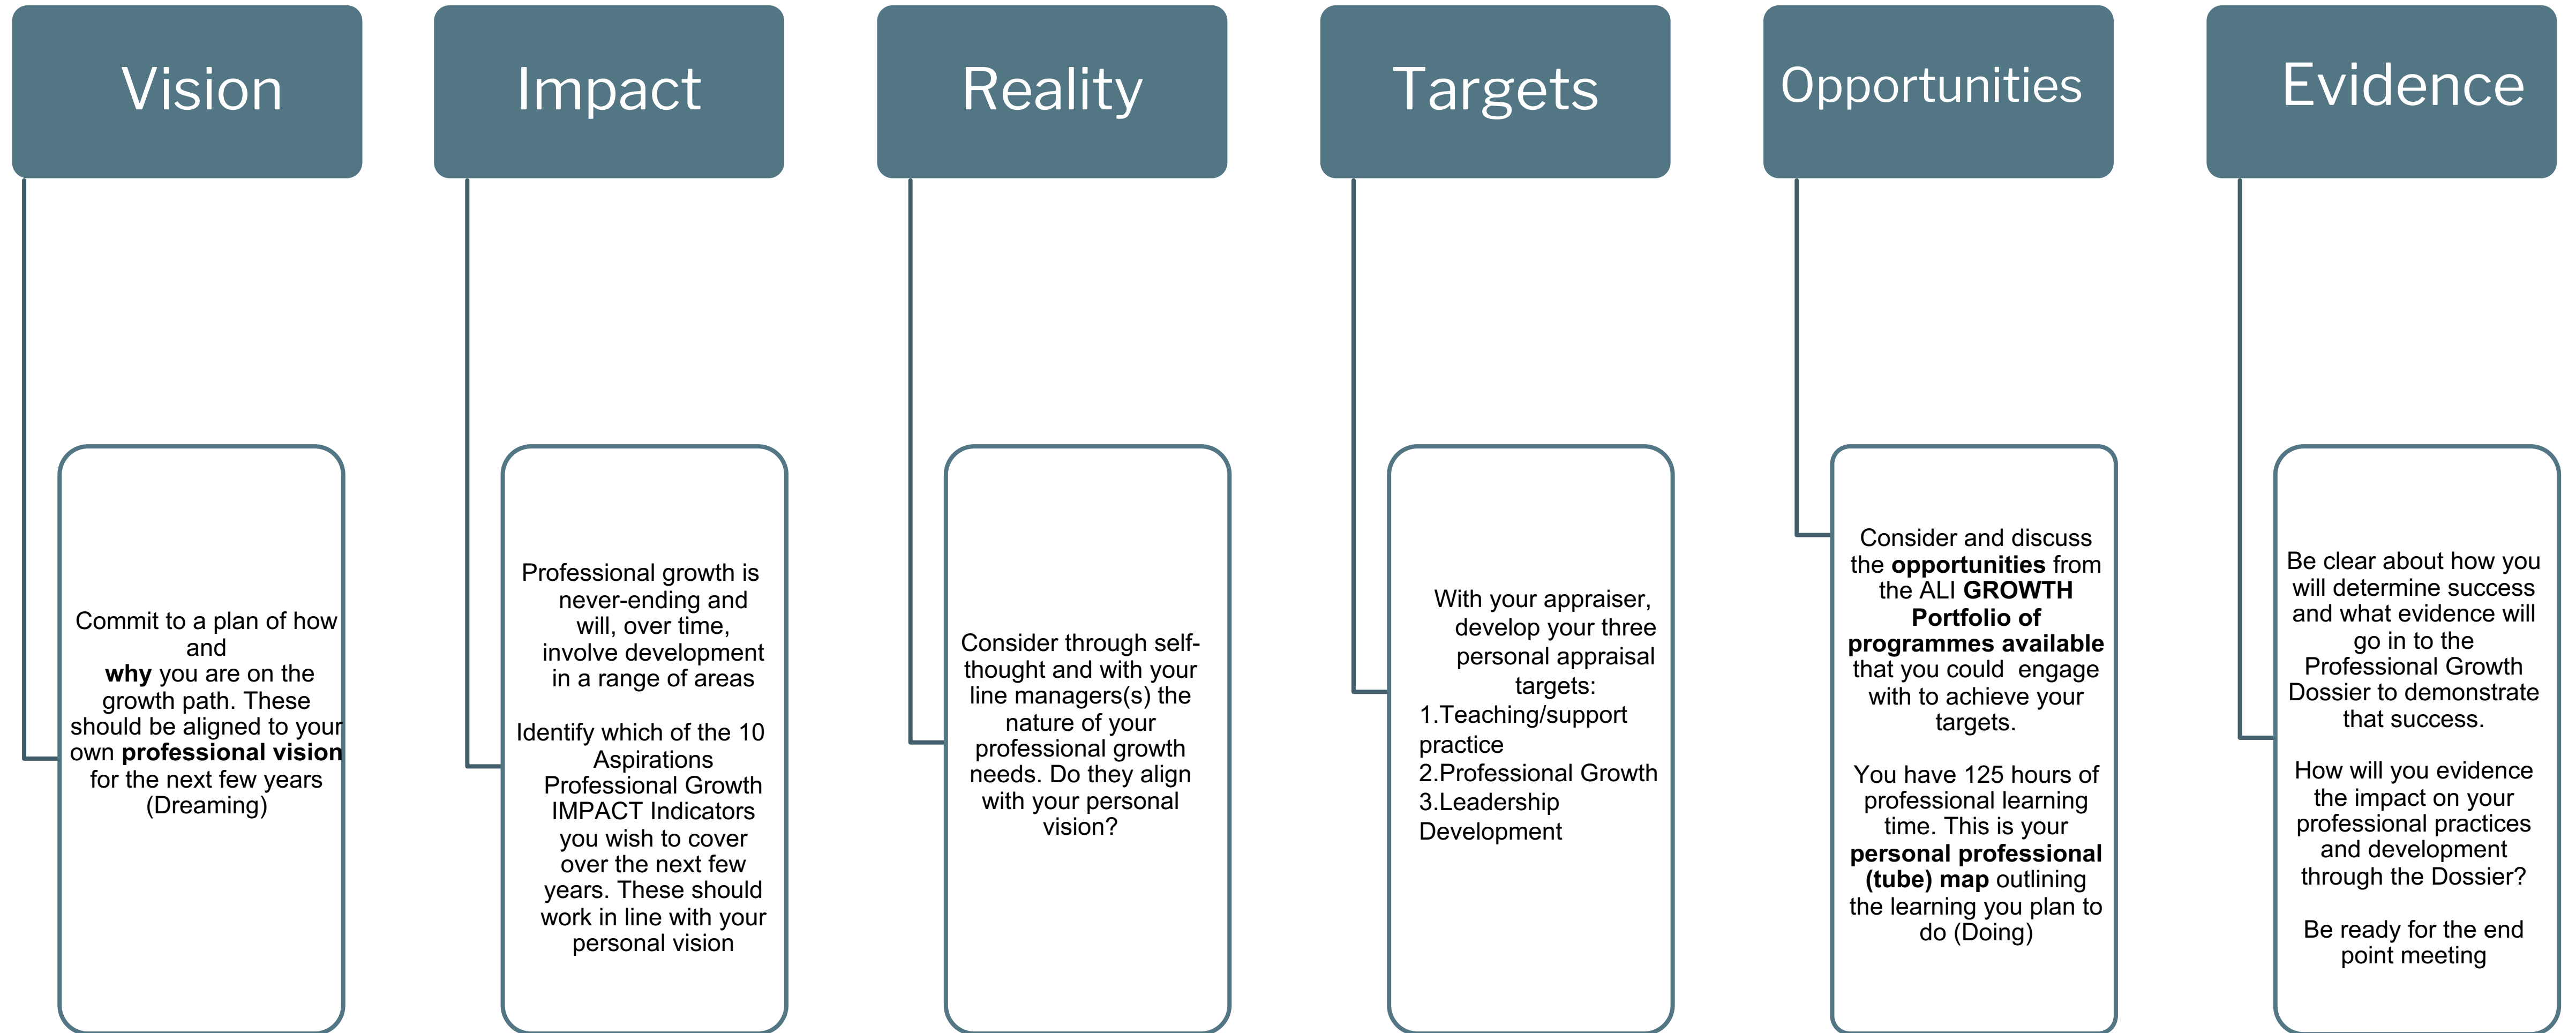 Vision
Commit to a plan of how
and
why you are on the
growth path. These
should be aligned to your
own professional vision
for the next few years
(Dreaming)
Impact
Professional growth is
never-ending and
will, over time,
involve development
in a range of areas
Identify which of the 10
Aspirations
Professional Growth
IMPACT Indicators
you wish to cover
over the next few
years. These should
work in line with your
personal vision
Reality
Consider through self-
thought and with your
line managers(s) the
nature of your
professional growth
needs. Do they align
with your personal
vision?
Targets
With your appraiser,
develop your three
personal appraisal
targets:
1.Teaching/support
practice
2.Professional Growth
3.Leadership
Development
Opportunities
Consider and discuss
the opportunities from
the ALI GROWTH
Portfolio of
programmes available
that you could  engage
with to achieve your
targets.
You have 125 hours of
professional learning
time. This is your
personal professional
(tube) map outlining
the learning you plan to
do (Doing)
Evidence
Be clear about how you
will determine success
and what evidence will
go in to the
Professional Growth
Dossier to demonstrate
that success.
How will you evidence
the impact on your
professional practices
and development
through the Dossier?
Be ready for the end
point meeting